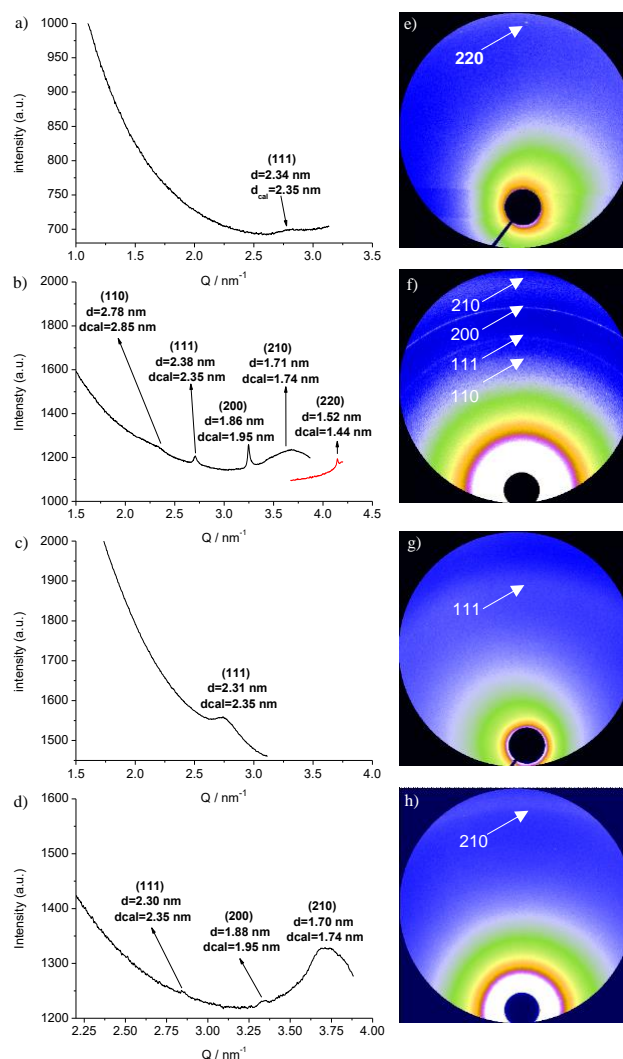 a)
1000
950
900
850
800
750
700
intensity (a.u.)
(111)
d=2.34 nm
d_cal=2.35 nm
1.0 1.5 2.0 2.5 3.0 3.5
Q / nm⁻¹
e)
220
b)
2000
1800
1600
1400
1200
1000
Intensty (a.u.)
(110)
d=2.78 nm
dcal=2.85 nm
(111)
d=2.38 nm
dcal=2.35 nm
(200)
d=1.86 nm
dcal=1.95 nm
(210)
d=1.71 nm
dcal=1.74 nm
(220)
d=1.52 nm
dcal=1.44 nm
1.5 2.0 2.5 3.0 3.5 4.0 4.5
Q / nm⁻¹
f)
210
200
111
110
c)
2000
1900
1800
1700
1600
1500
intensity (a.u.)
(111)
d=2.31 nm
dcal=2.35 nm
1.5 2.0 2.5 3.0 3.5 4.0
Q / nm⁻¹
g)
111
d)
1600
1500
1400
1300
1200
Intensity (a.u.)
(111)
d=2.30 nm
dcal=2.35 nm
(200)
d=1.88 nm
dcal=1.95 nm
(210)
d=1.70 nm
dcal=1.74 nm
2.25 2.50 2.75 3.00 3.25 3.50 3.75 4.00
Q / nm⁻¹
h)
210